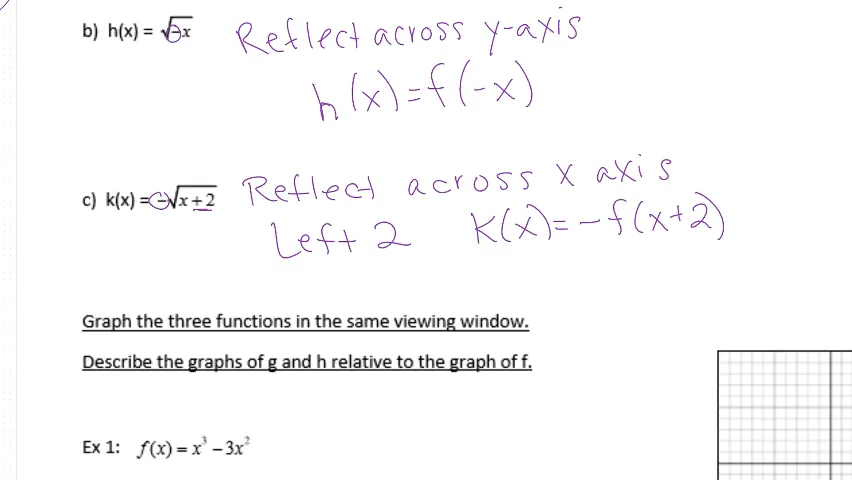 b) h(x) = √-x Reflect across y-axis
h(x)=f(-x)
Reflect across x axis
c) k(x) = -√x + 2
Left 2 K(x)=-f(x+2)
Graph the three functions in the same viewing window.
Describe the graphs of g and h relative to the graph of f.
Ex 1: f(x) = x³ - 3x²